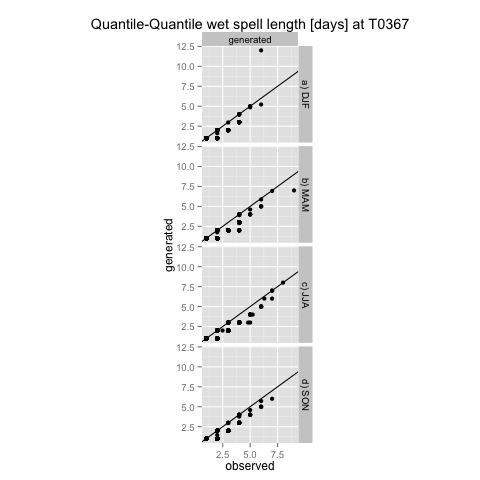 Quantile-Quantile wet spell length [days] at T0367
generated
12.5
10.0
7.5
5.0
2.5
a) DJF
12.5
10.0
7.5
5.0
2.5
b) MAM
generated
12.5
10.0
7.5
5.0
2.5
c) JJA
12.5
10.0
7.5
5.0
2.5
d) SON
2.5 5.0 7.5
observed